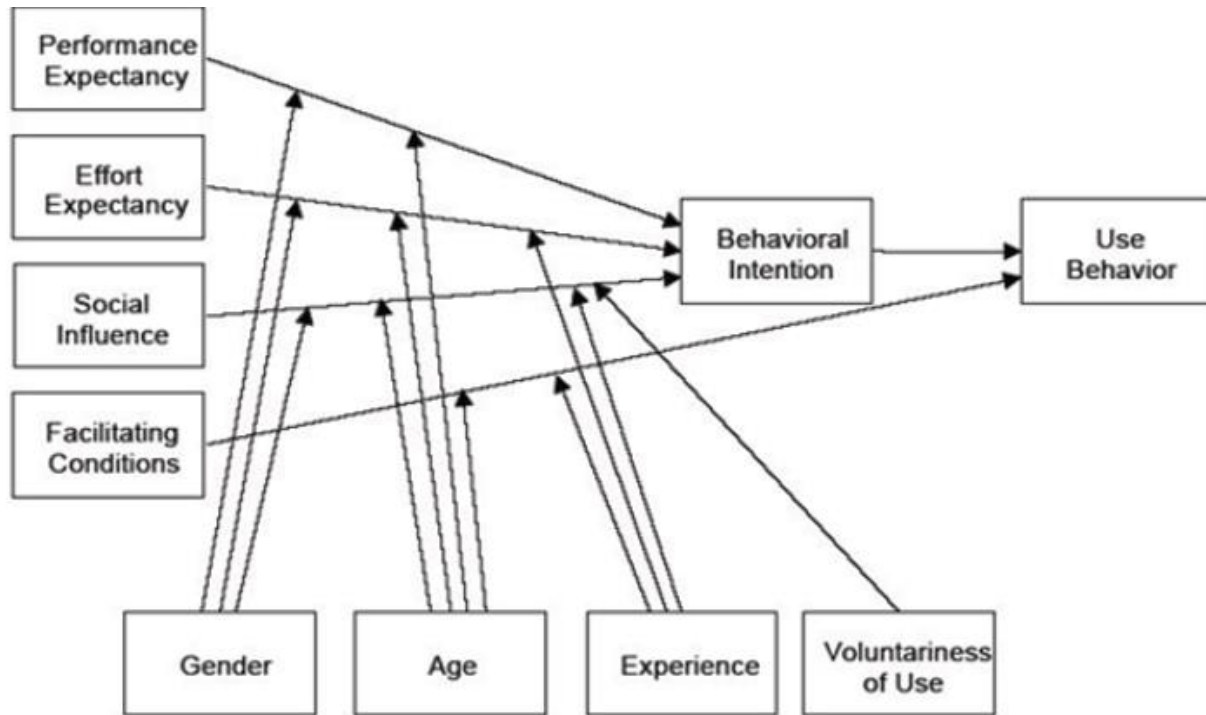 Performance
Expectancy
Effort
Expectancy
Social
Influence
Facilitating
Conditions
Behavioral
Intention
Use
Behavior
Gender
Age
Experience
Voluntariness
of Use